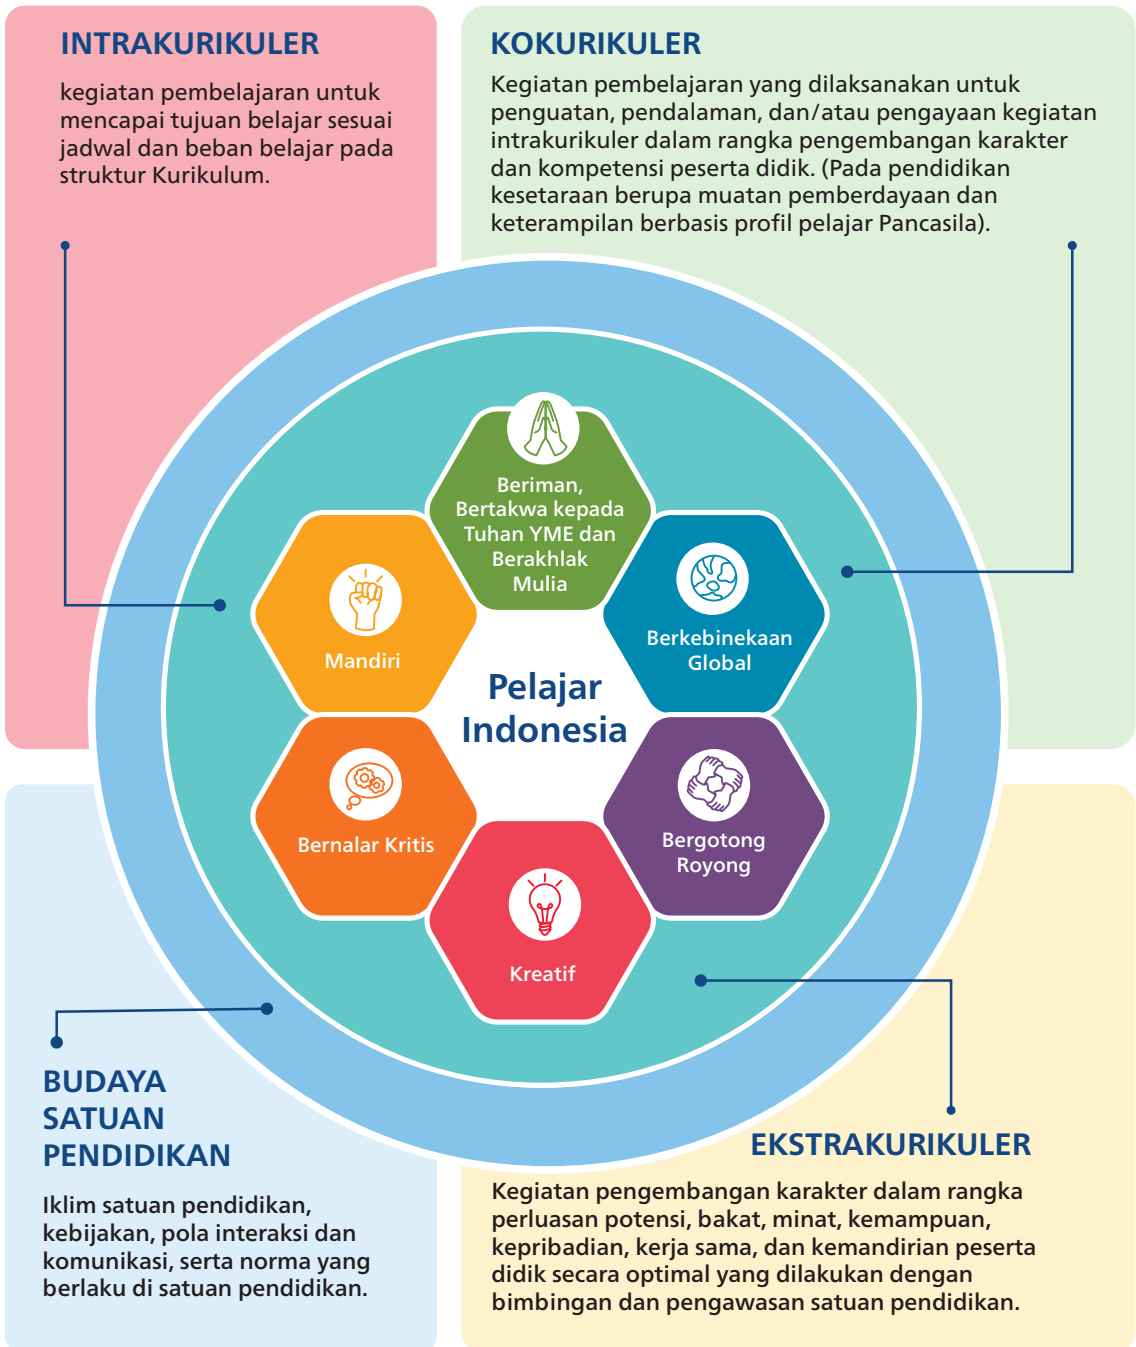 INTRAKURIKULER
kegiatan pembelajaran untuk
mencapai tujuan belajar sesuai
jadwal dan beban belajar pada
struktur Kurikulum.
KOKURIKULER
Kegiatan pembelajaran yang dilaksanakan untuk
penguatan, pendalaman, dan/atau pengayaan kegiatan
intrakurikuler dalam rangka pengembangan karakter
dan kompetensi peserta didik. (Pada pendidikan
kesetaraan berupa muatan pemberdayaan dan
keterampilan berbasis profil pelajar Pancasila).
Beriman,
Bertakwa kepada
Tuhan YME dan
Berakhlak
Mulia
Mandiri
Berkebinekaan
Global
Pelajar
Indonesia
Bernalar Kritis
Bergotong
Royong
Kreatif
BUDAYA
SATUAN
PENDIDIKAN
Iklim satuan pendidikan,
kebijakan, pola interaksi dan
komunikasi, serta norma yang
berlaku di satuan pendidikan.
EKSTRAKURIKULER
Kegiatan pengembangan karakter dalam rangka
perluasan potensi, bakat, minat, kemampuan,
kepribadian, kerja sama, dan kemandirian peserta
didik secara optimal yang dilakukan dengan
bimbingan dan pengawasan satuan pendidikan.